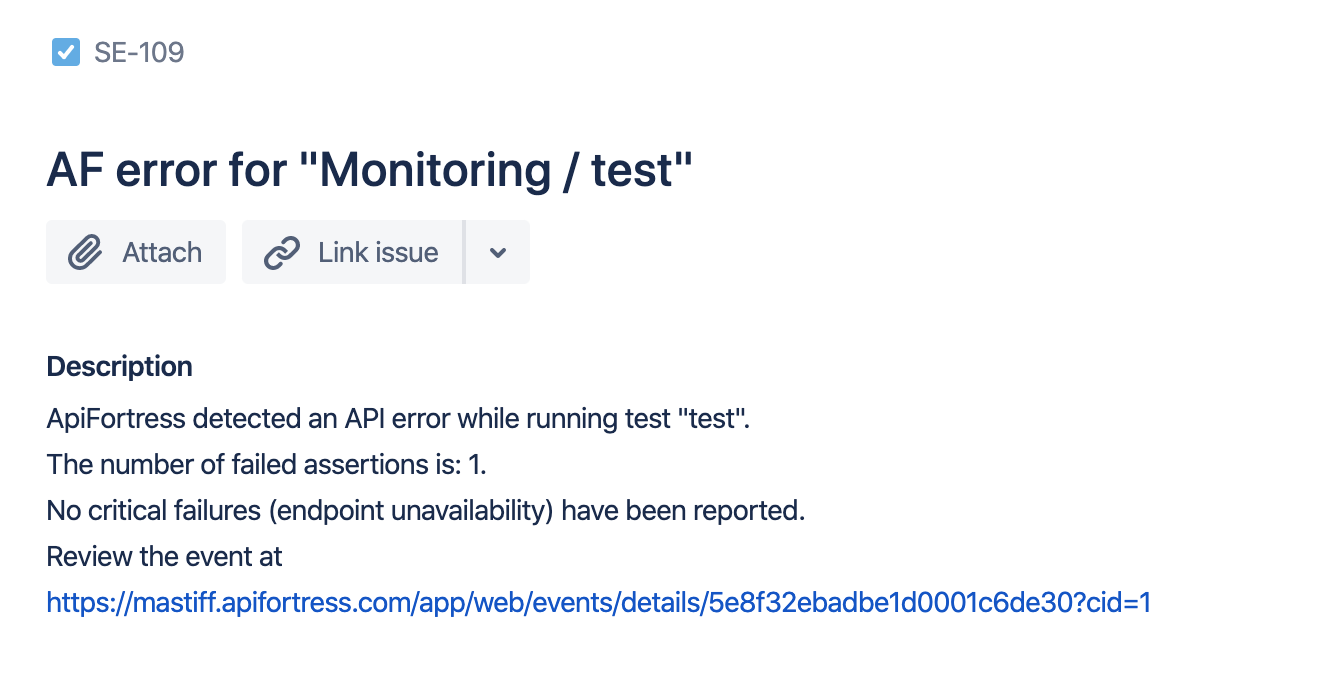 SE-109
AF error for "Monitoring / test"
Attach
Link issue
Description
ApiFortress detected an API error while running test "test".
The number of failed assertions is: 1.
No critical failures (endpoint unavailability) have been reported.
Review the event at
https://mastiff.apifortress.com/app/web/events/details/5e8f32ebadbe1d0001c6de30?cid=1